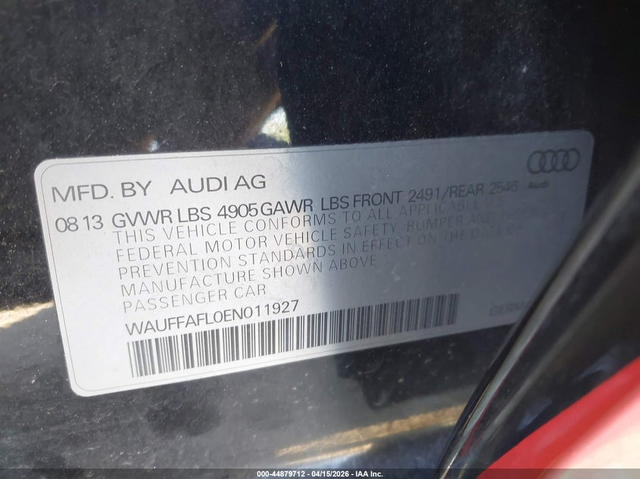 MFD. BY AUDI AG
Audi
08 13 GVWR LBS 4905 GAWR LBS FRONT 2491/REAR 2546
THIS VEHICLE CONFORMS TO ALL APPLICABLE
FEDERAL MOTOR VEHICLE SAFETY, BUMPER AND
PREVENTION STANDARDS IN EFFECT ON THE DATE OF
MANUFACTURE SHOWN ABOVE
PASSENGER CAR
WAUFFAFL0EN011927
000-44879712 - 04/15/2026 - IAA Inc.